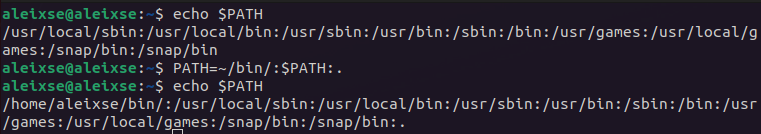 aleixse@aleixse:~$ echo $PATH
/usr/local/sbin:/usr/local/bin:/usr/sbin:/usr/bin:/sbin:/bin:/usr/games:/usr/local/g
ames:/snap/bin:/snap/bin
aleixse@aleixse:~$ PATH=~/bin/:$PATH:.
aleixse@aleixse:~$ echo $PATH
/home/aleixse/bin/:/usr/local/sbin:/usr/local/bin:/usr/sbin:/usr/bin:/sbin:/bin:/usr
/games:/usr/local/games:/snap/bin:/snap/bin:.